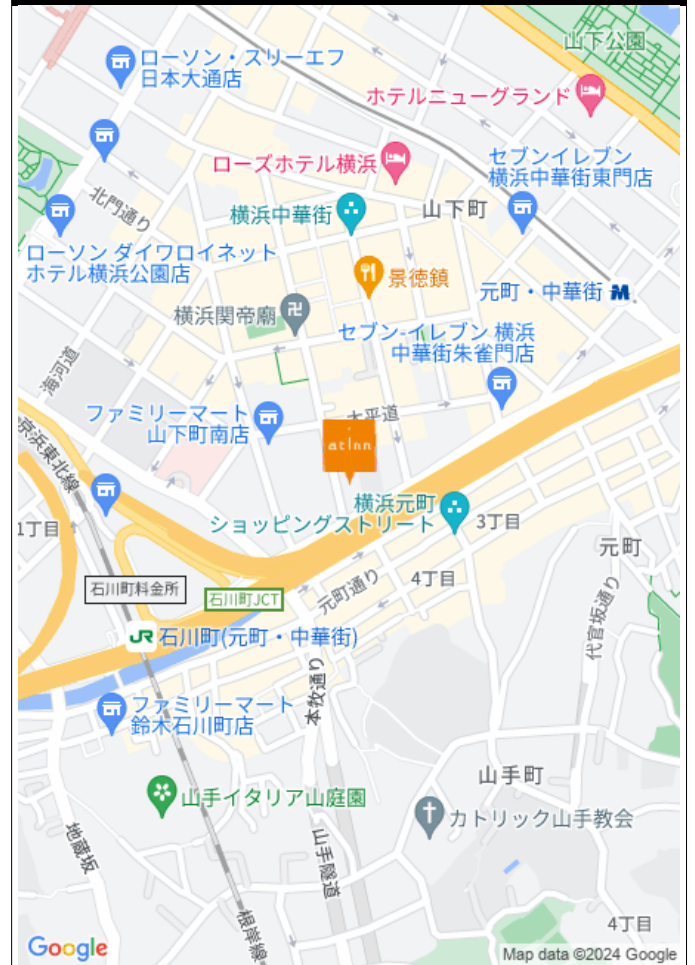 山下公園
ローソン・スリーエフ
日本大通店
ホテルニューグランド
ローズホテル横浜
セブンイレブン
横浜中華街東門店
北門通り
横浜中華街
山下町
ローソン ダイワロイネット
ホテル横浜公園店
景徳鎮
元町・中華街
横浜関帝廟
セブン-イレブン 横浜
中華街朱雀門店
海河道
ファミリーマート
山下町南店
太平道
atinn
京浜東北線
横浜元町
ショッピングストリート
3丁目
1丁目
元町
石川町料金所
石川町JCT
元町通り
4丁目
代官坂通り
JR 石川町(元町・中華街)
本牧通り
ファミリーマート
鈴木石川町店
山手町
山手イタリア山庭園
カトリック山手教会
地蔵坂
山手隧道
根岸線
4丁目
Google
Map data ©2024 Google